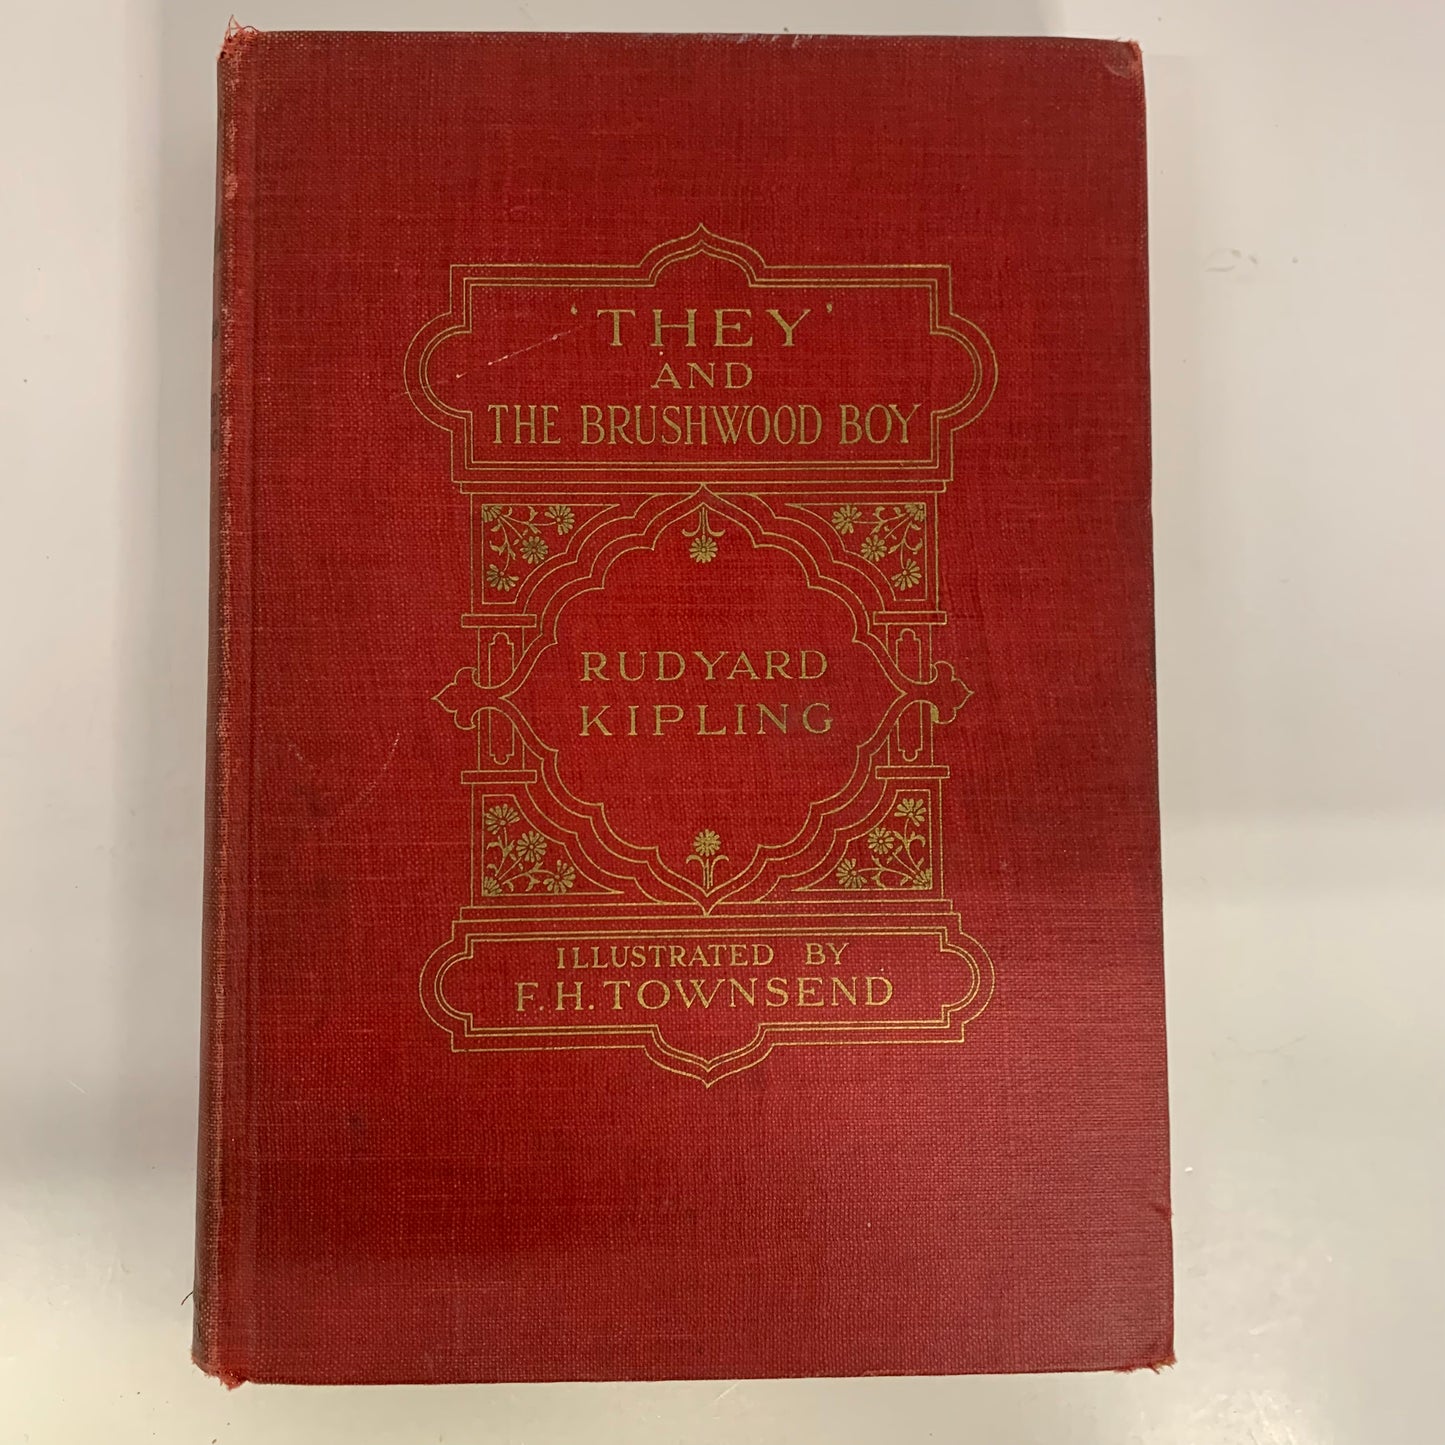 ‘THEY’
AND
THE BRUSHWOOD BOY
RUDYARD
KIPLING
ILLUSTRATED BY
F.H.TOWNSEND